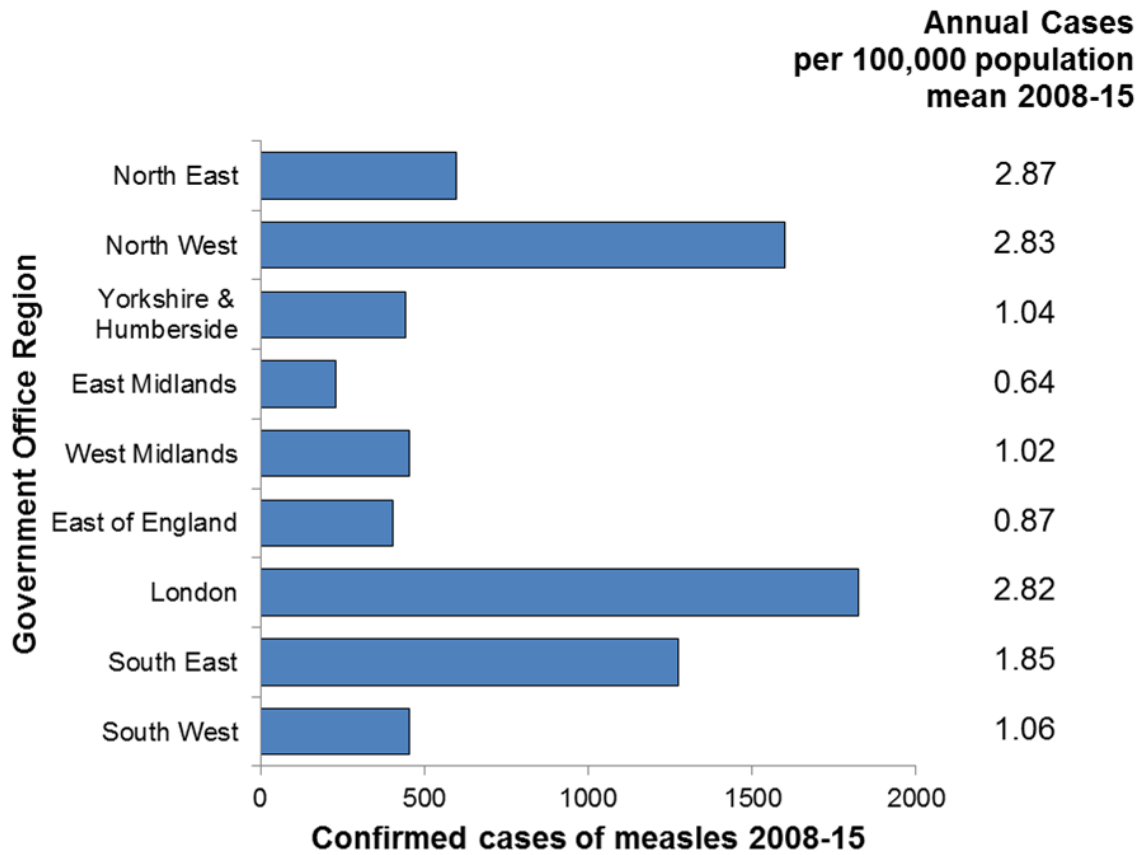 Annual Cases
per 100,000 population
mean 2008-15
Government Office Region
North East 2.87
North West 2.83
Yorkshire &
Humberside 1.04
East Midlands 0.64
West Midlands 1.02
East of England 0.87
London 2.82
South East 1.85
South West 1.06
0 500 1000 1500 2000
Confirmed cases of measles 2008-15